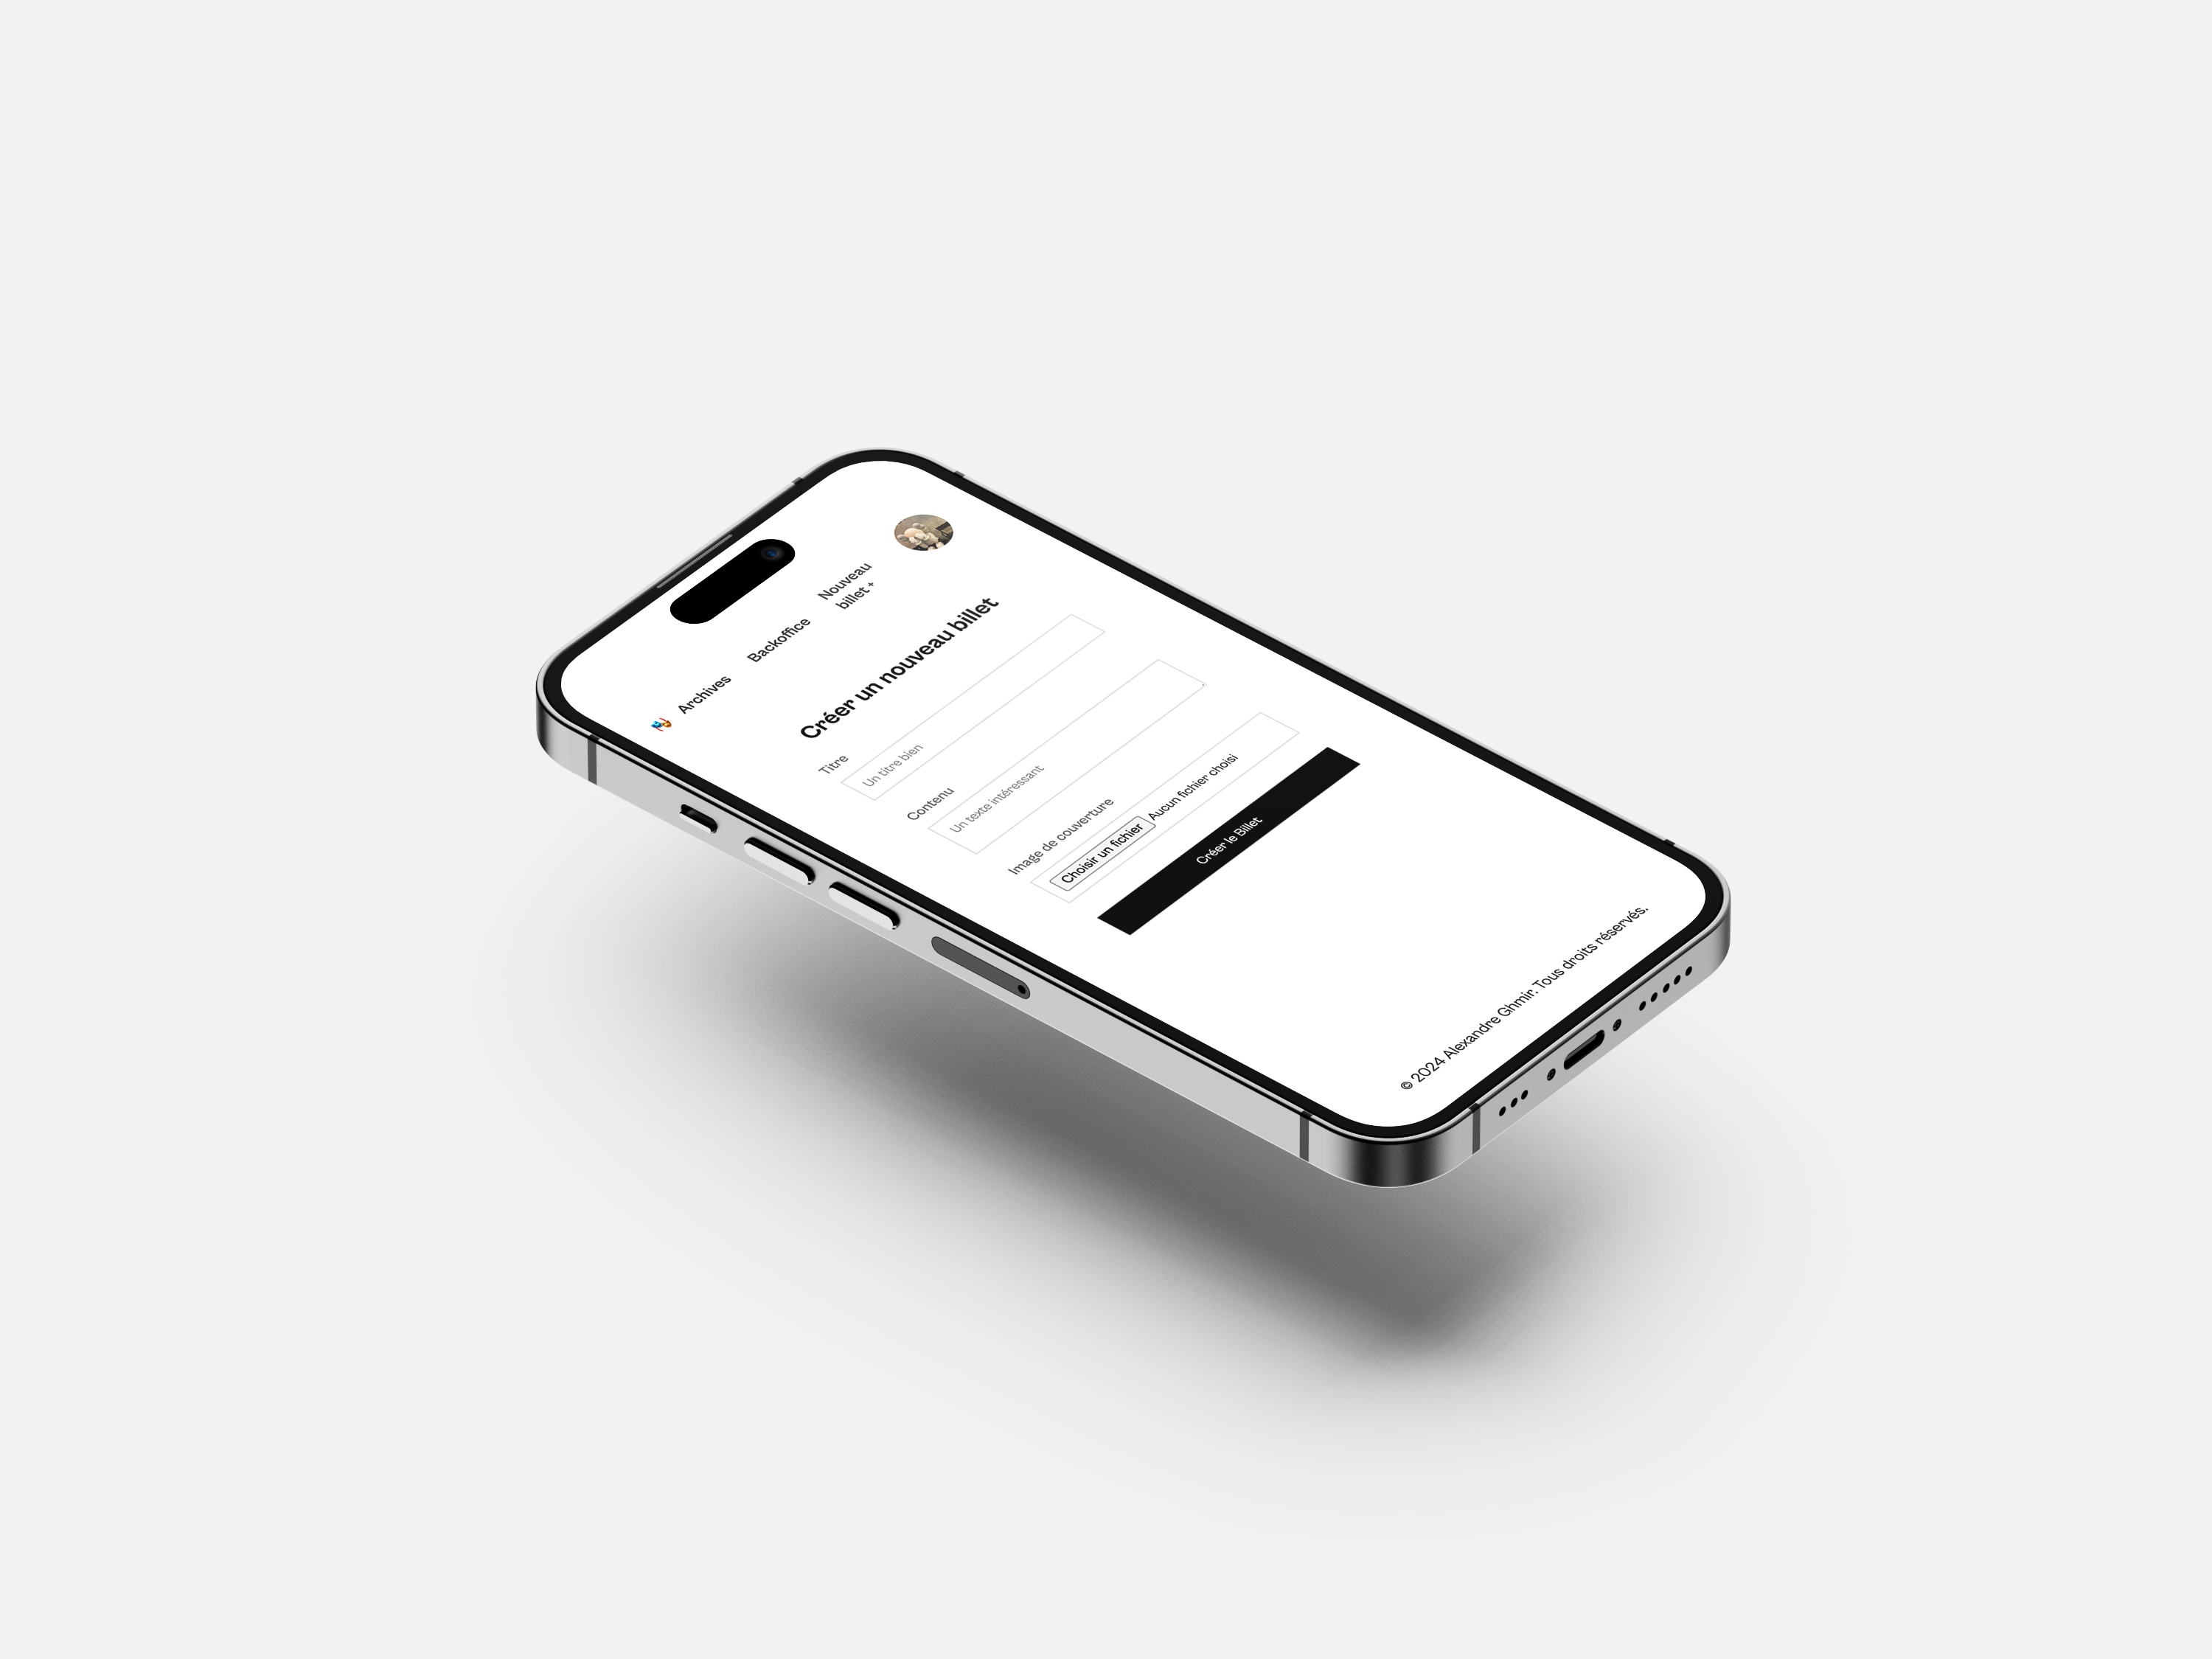 Archives
Backoffice
Nouveau
billet +
Créer un nouveau billet
Titre
Un titre bien
Contenu
Un texte intéressant
Image de couverture
Choisir un fichier Aucun fichier choisi
Créer le Billet
© 2024 Alexandre Ghmir. Tous droits réservés.